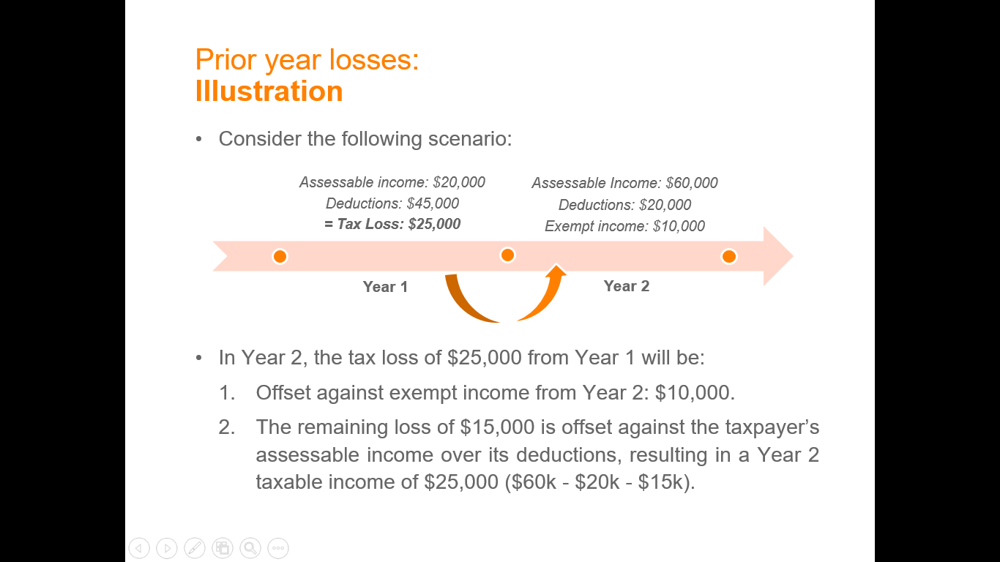 Prior year losses:
Illustration
• Consider the following scenario:
Assessable income: $20,000
Deductions: $45,000
= Tax Loss: $25,000
Assessable Income: $60,000
Deductions: $20,000
Exempt income: $10,000
Year 1
Year 2
• In Year 2, the tax loss of $25,000 from Year 1 will be:
1. Offset against exempt income from Year 2: $10,000.
2. The remaining loss of $15,000 is offset against the taxpayer’s
assessable income over its deductions, resulting in a Year 2
taxable income of $25,000 ($60k - $20k - $15k).